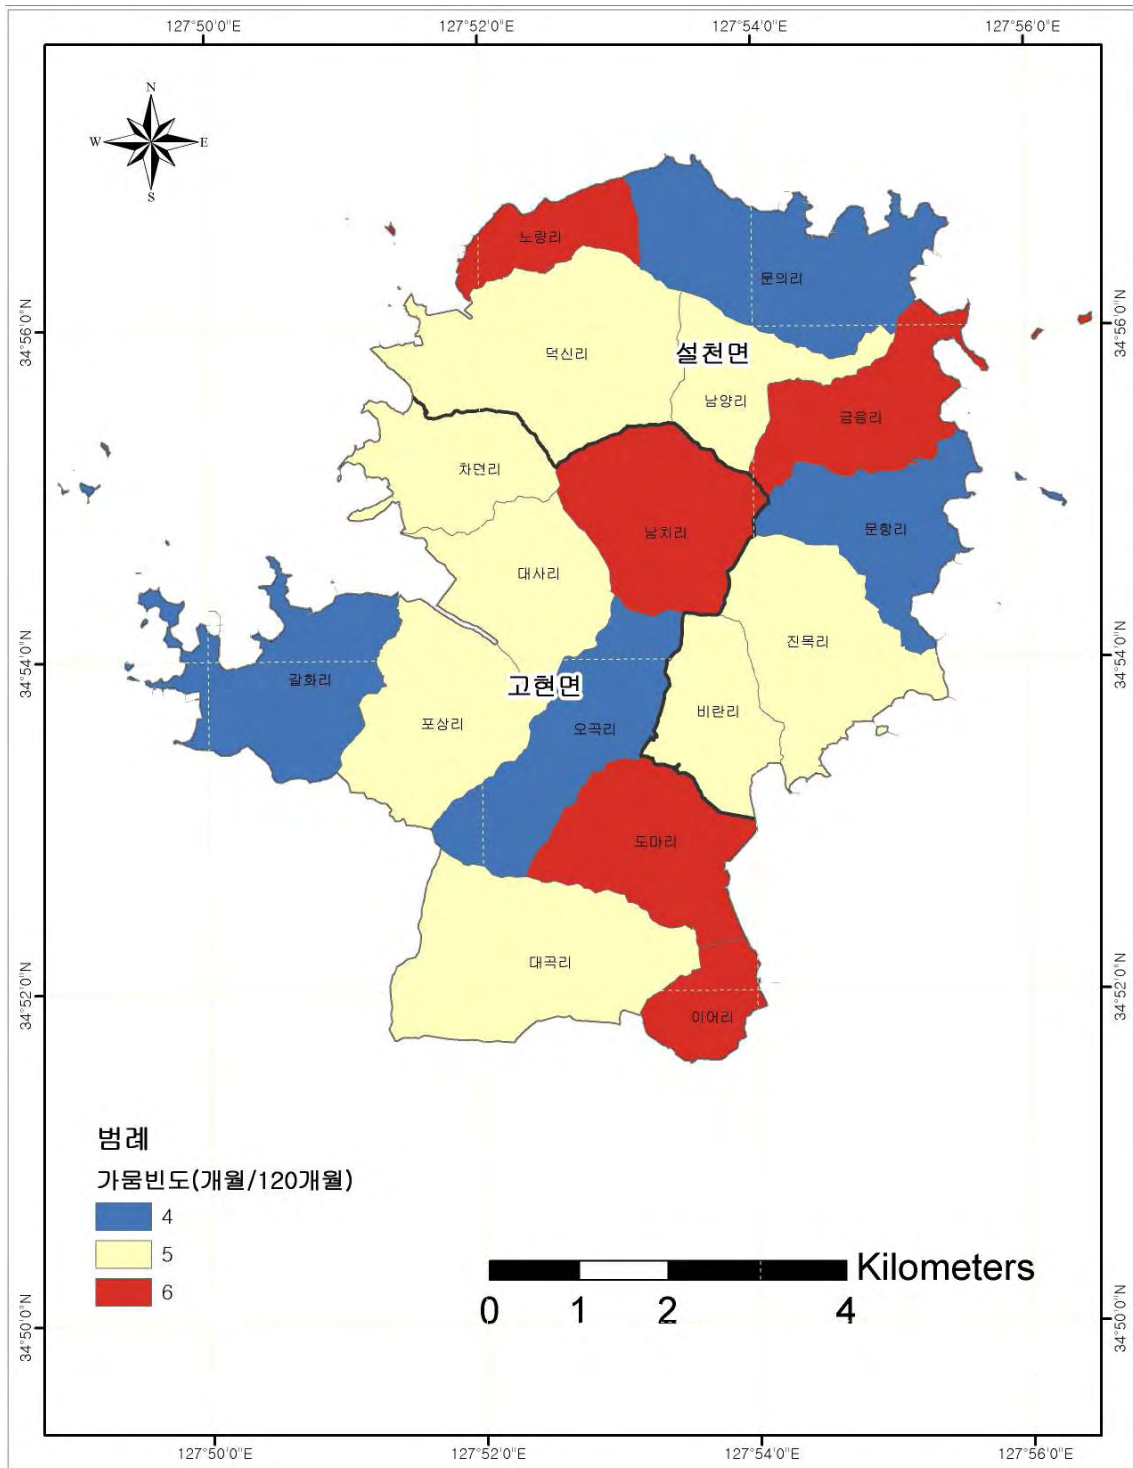 127°50'0"E
127°52'0"E
127°54'0"E
127°56'0"E
N
W
E
S
노량리
문의리
34°56'0"N
34°56'0"N
덕신리
설천면
남양리
금음리
차면리
남치리
문항리
대사리
진목리
34°54'0"N
34°54'0"N
갈화리
고현면
포상리
오곡리
비란리
도마리
대곡리
34°52'0"N
34°52'0"N
이어리
범례
가뭄빈도(개월/120개월)
4
5
6
Kilometers
0 1 2 4
34°50'0"N
34°50'0"N
127°50'0"E
127°52'0"E
127°54'0"E
127°56'0"E